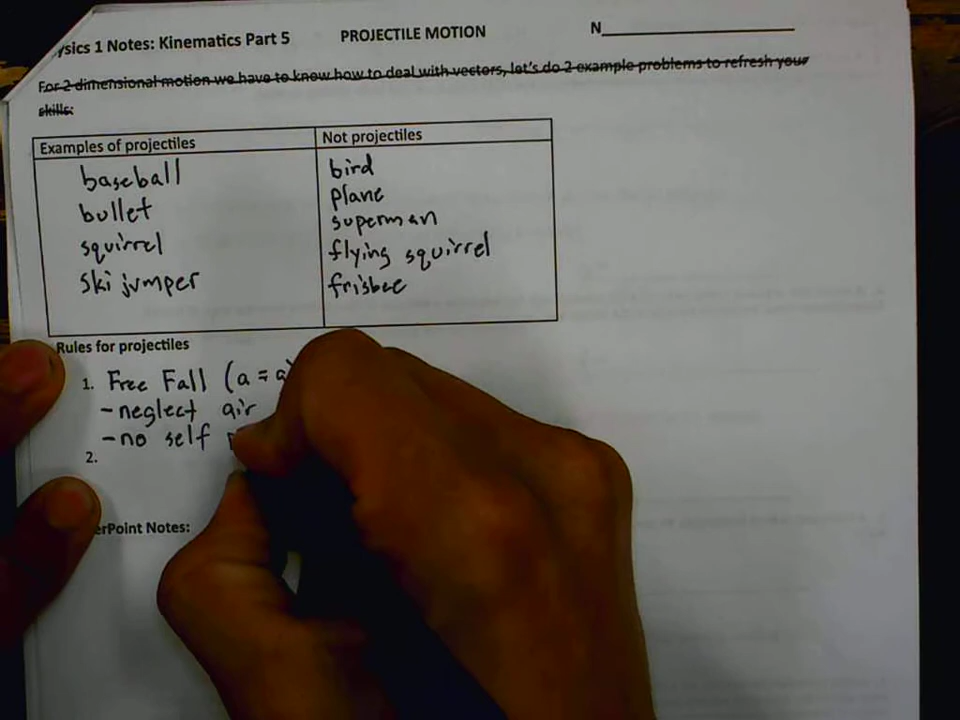 ysics 1 Notes: Kinematics Part 5 PROJECTILE MOTION N
For 2 dimensional motion we have to know how to deal with vectors, let's do 2 example problems to refresh your
skills:
Examples of projectiles Not projectiles
baseball bird
bullet plane
squirrel superman
ski jumper flying squirrel
frisbee
Rules for projectiles
1. Free Fall (a = a
- neglect air
- no self
2.
erPoint Notes: